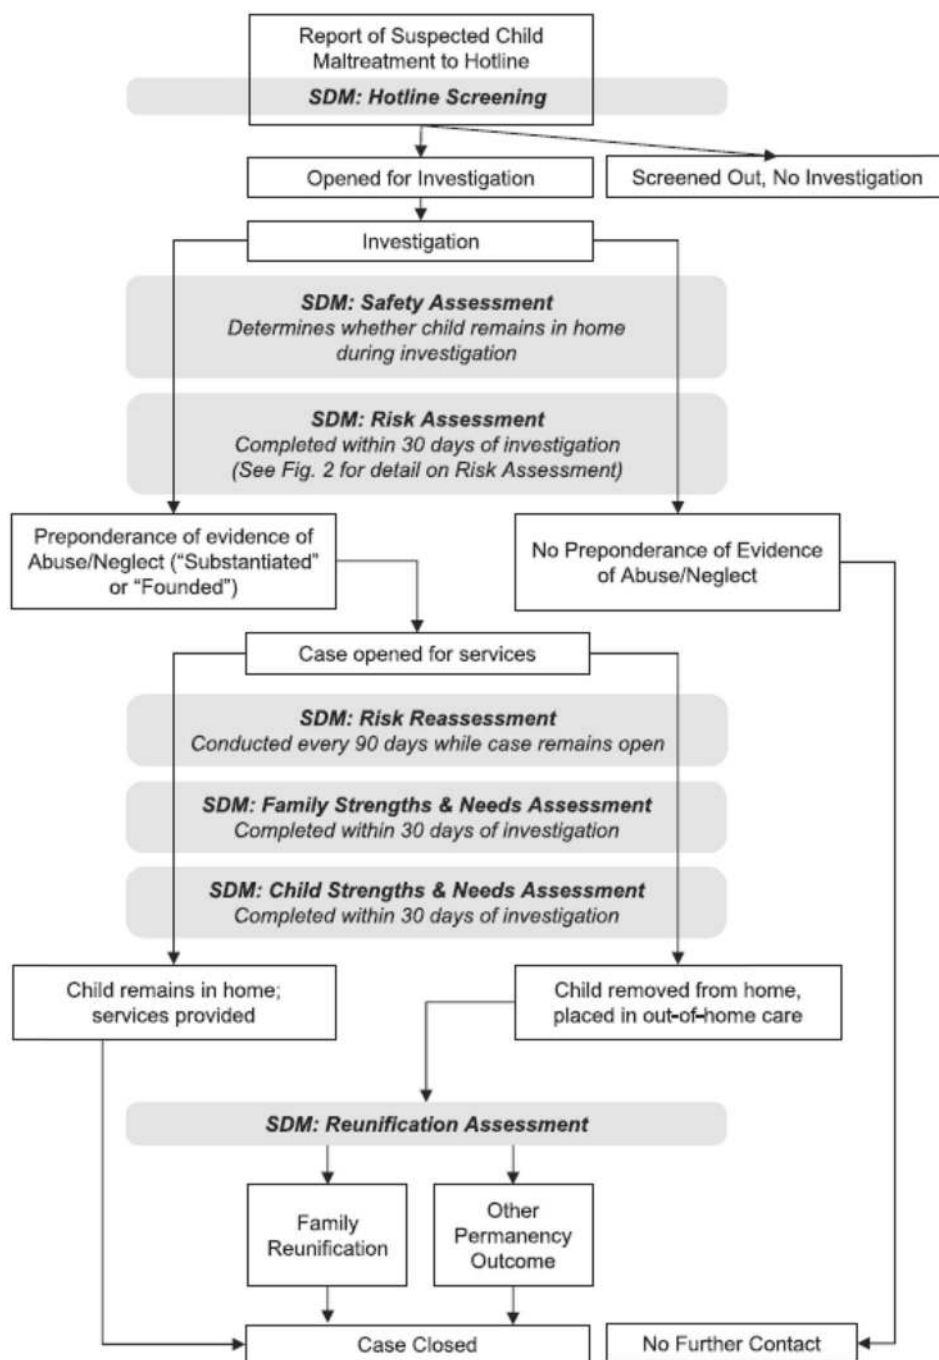 Report of Suspected Child
Maltreatment to Hotline
SDM: Hotline Screening
Opened for Investigation
Screened Out, No Investigation
Investigation
SDM: Safety Assessment
Determines whether child remains in home
during investigation
SDM: Risk Assessment
Completed within 30 days of investigation
(See Fig. 2 for detail on Risk Assessment)
Preponderance of evidence of
Abuse/Neglect (“Substantiated”
or “Founded”)
No Preponderance of Evidence
of Abuse/Neglect
Case opened for services
SDM: Risk Reassessment
Conducted every 90 days while case remains open
SDM: Family Strengths & Needs Assessment
Completed within 30 days of investigation
SDM: Child Strengths & Needs Assessment
Completed within 30 days of investigation
Child remains in home;
services provided
Child removed from home,
placed in out-of-home care
SDM: Reunification Assessment
Family
Reunification
Other
Permanency
Outcome
Case Closed
No Further Contact